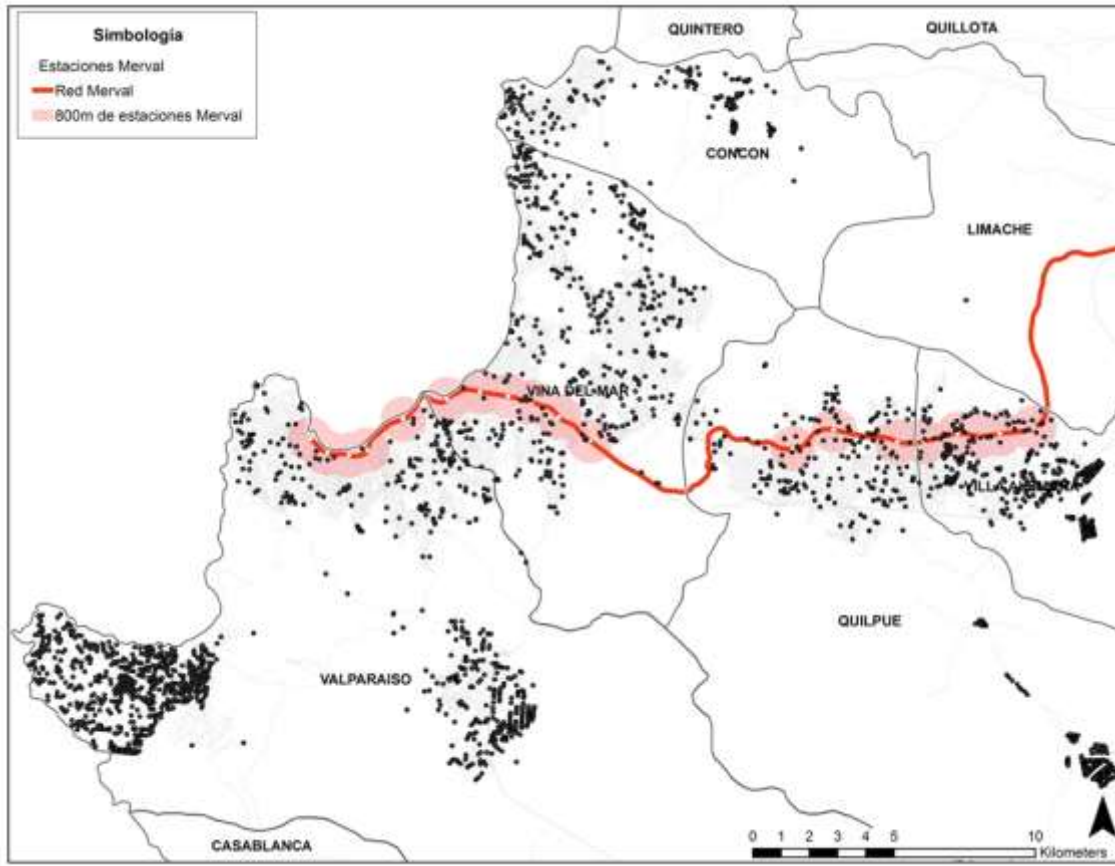 Simbología
Estaciones Merval
Red Merval
800m de estaciones Merval
QUINTERO
QUILLOTA
CONCON
LIMACHE
VINA DEL MAR
QUILPUE
VALPARAISO
CASABLANCA
0 1 2 3 4 5 10
Kilometers